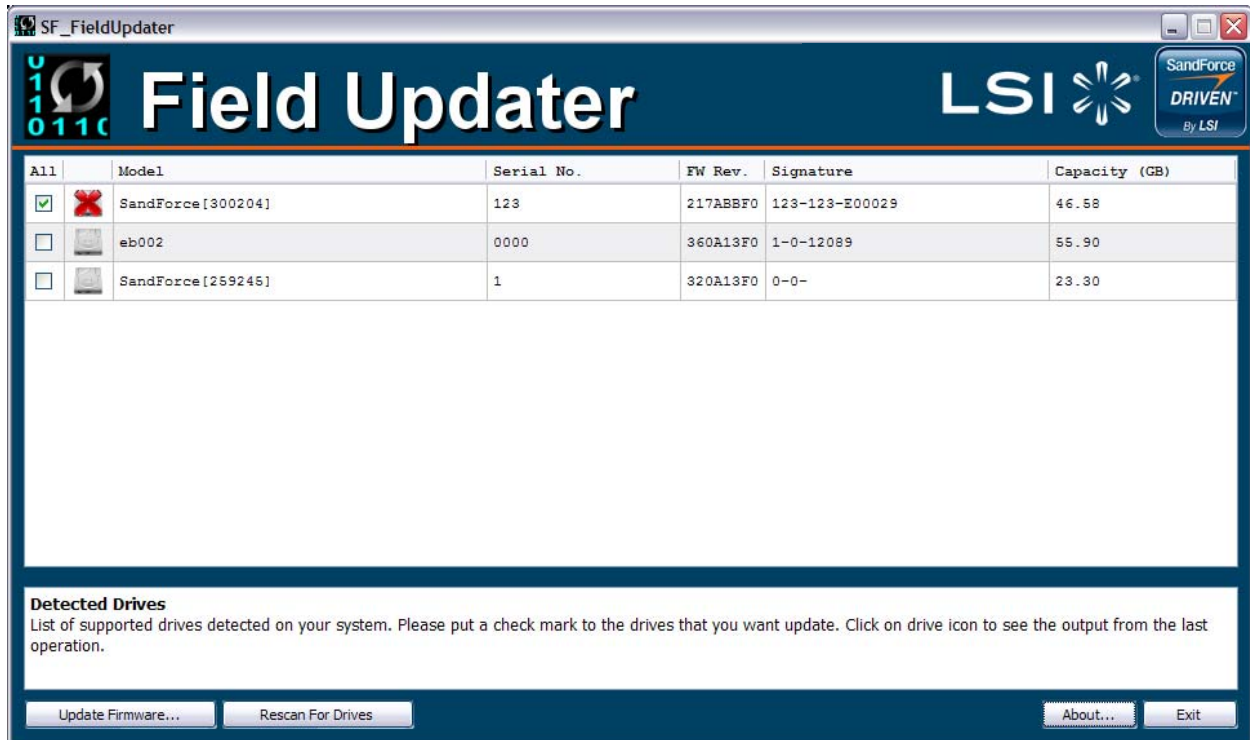 SF_FieldUpdater
Field Updater
LSI
SandForce
DRIVEN™
By LSI
All Model Serial No. FW Rev. Signature Capacity (GB)
SandForce[300204] 123 217ABBF0 123-123-E00029 46.58
eb002 0000 360A13F0 1-0-12089 55.90
SandForce[259245] 1 320A13F0 0-0- 23.30
Detected Drives
List of supported drives detected on your system. Please put a check mark to the drives that you want update. Click on drive icon to see the output from the last
operation.
Update Firmware... Rescan For Drives About... Exit